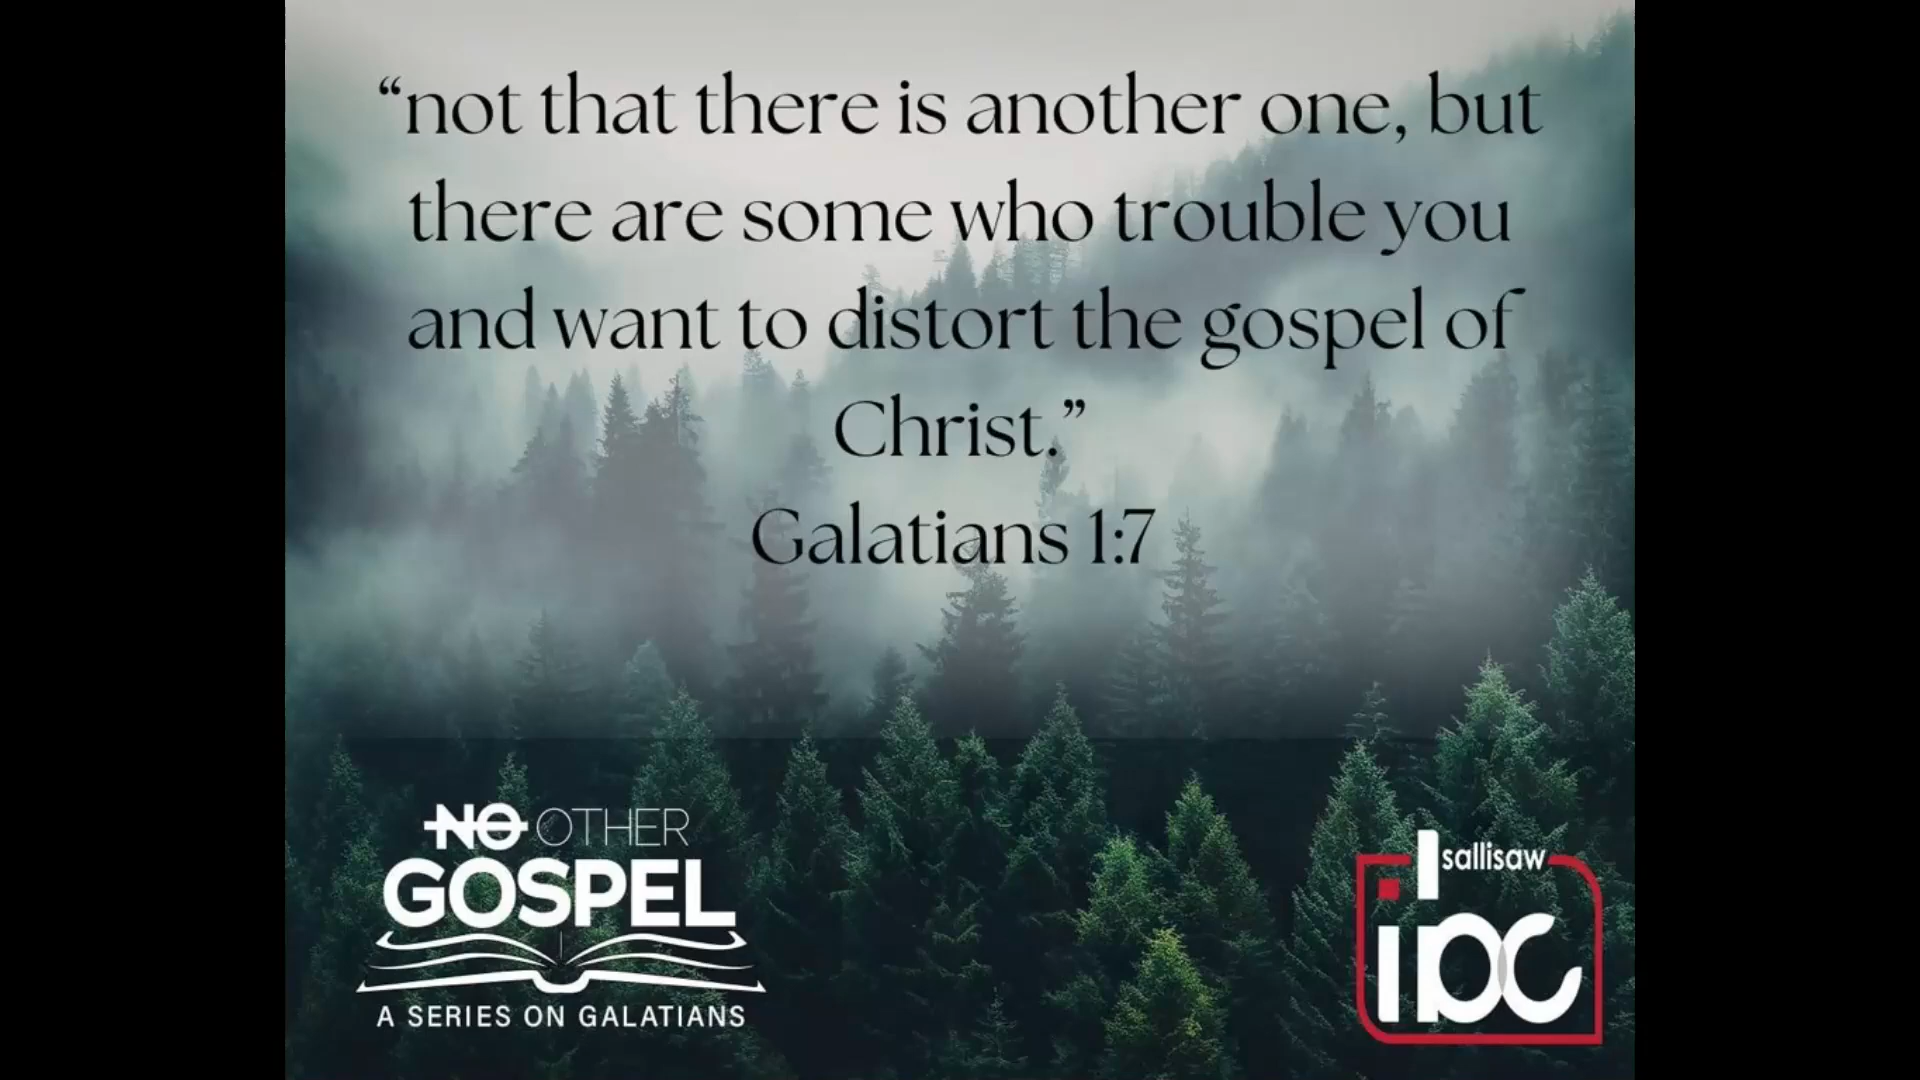 “not that there is another one, but
there are some who trouble you
and want to distort the gospel of
Christ.”
Galatians 1:7
NO OTHER
GOSPEL
A SERIES ON GALATIANS
sallisaw
ibc